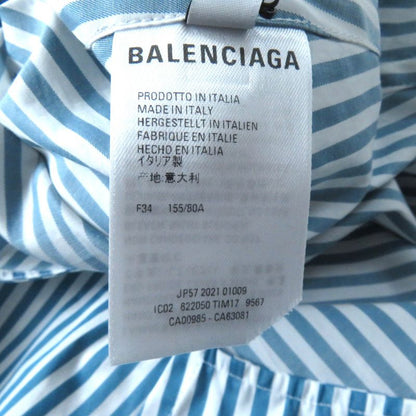 BALENCIAGA
PRODOTTO IN ITALIA
MADE IN ITALY
HERGESTELLT IN ITALIEN
FABRIQUE EN ITALIE
HECHO EN ITALIA
イタリア製
产地:意大利
F34 155/80A
JP57 2021 01009
IC02 622050 TIM17 9567
CA00985 - CA63081